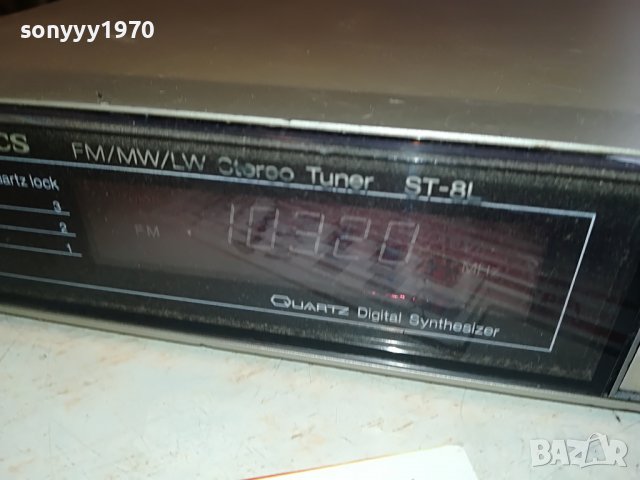 sonyyy1970
CS
FM/MW/LW Stereo Tuner ST-8L
uartz lock
3
2
1
FM 10320 MHz
QUARTZ Digital Synthesizer
BAZAR